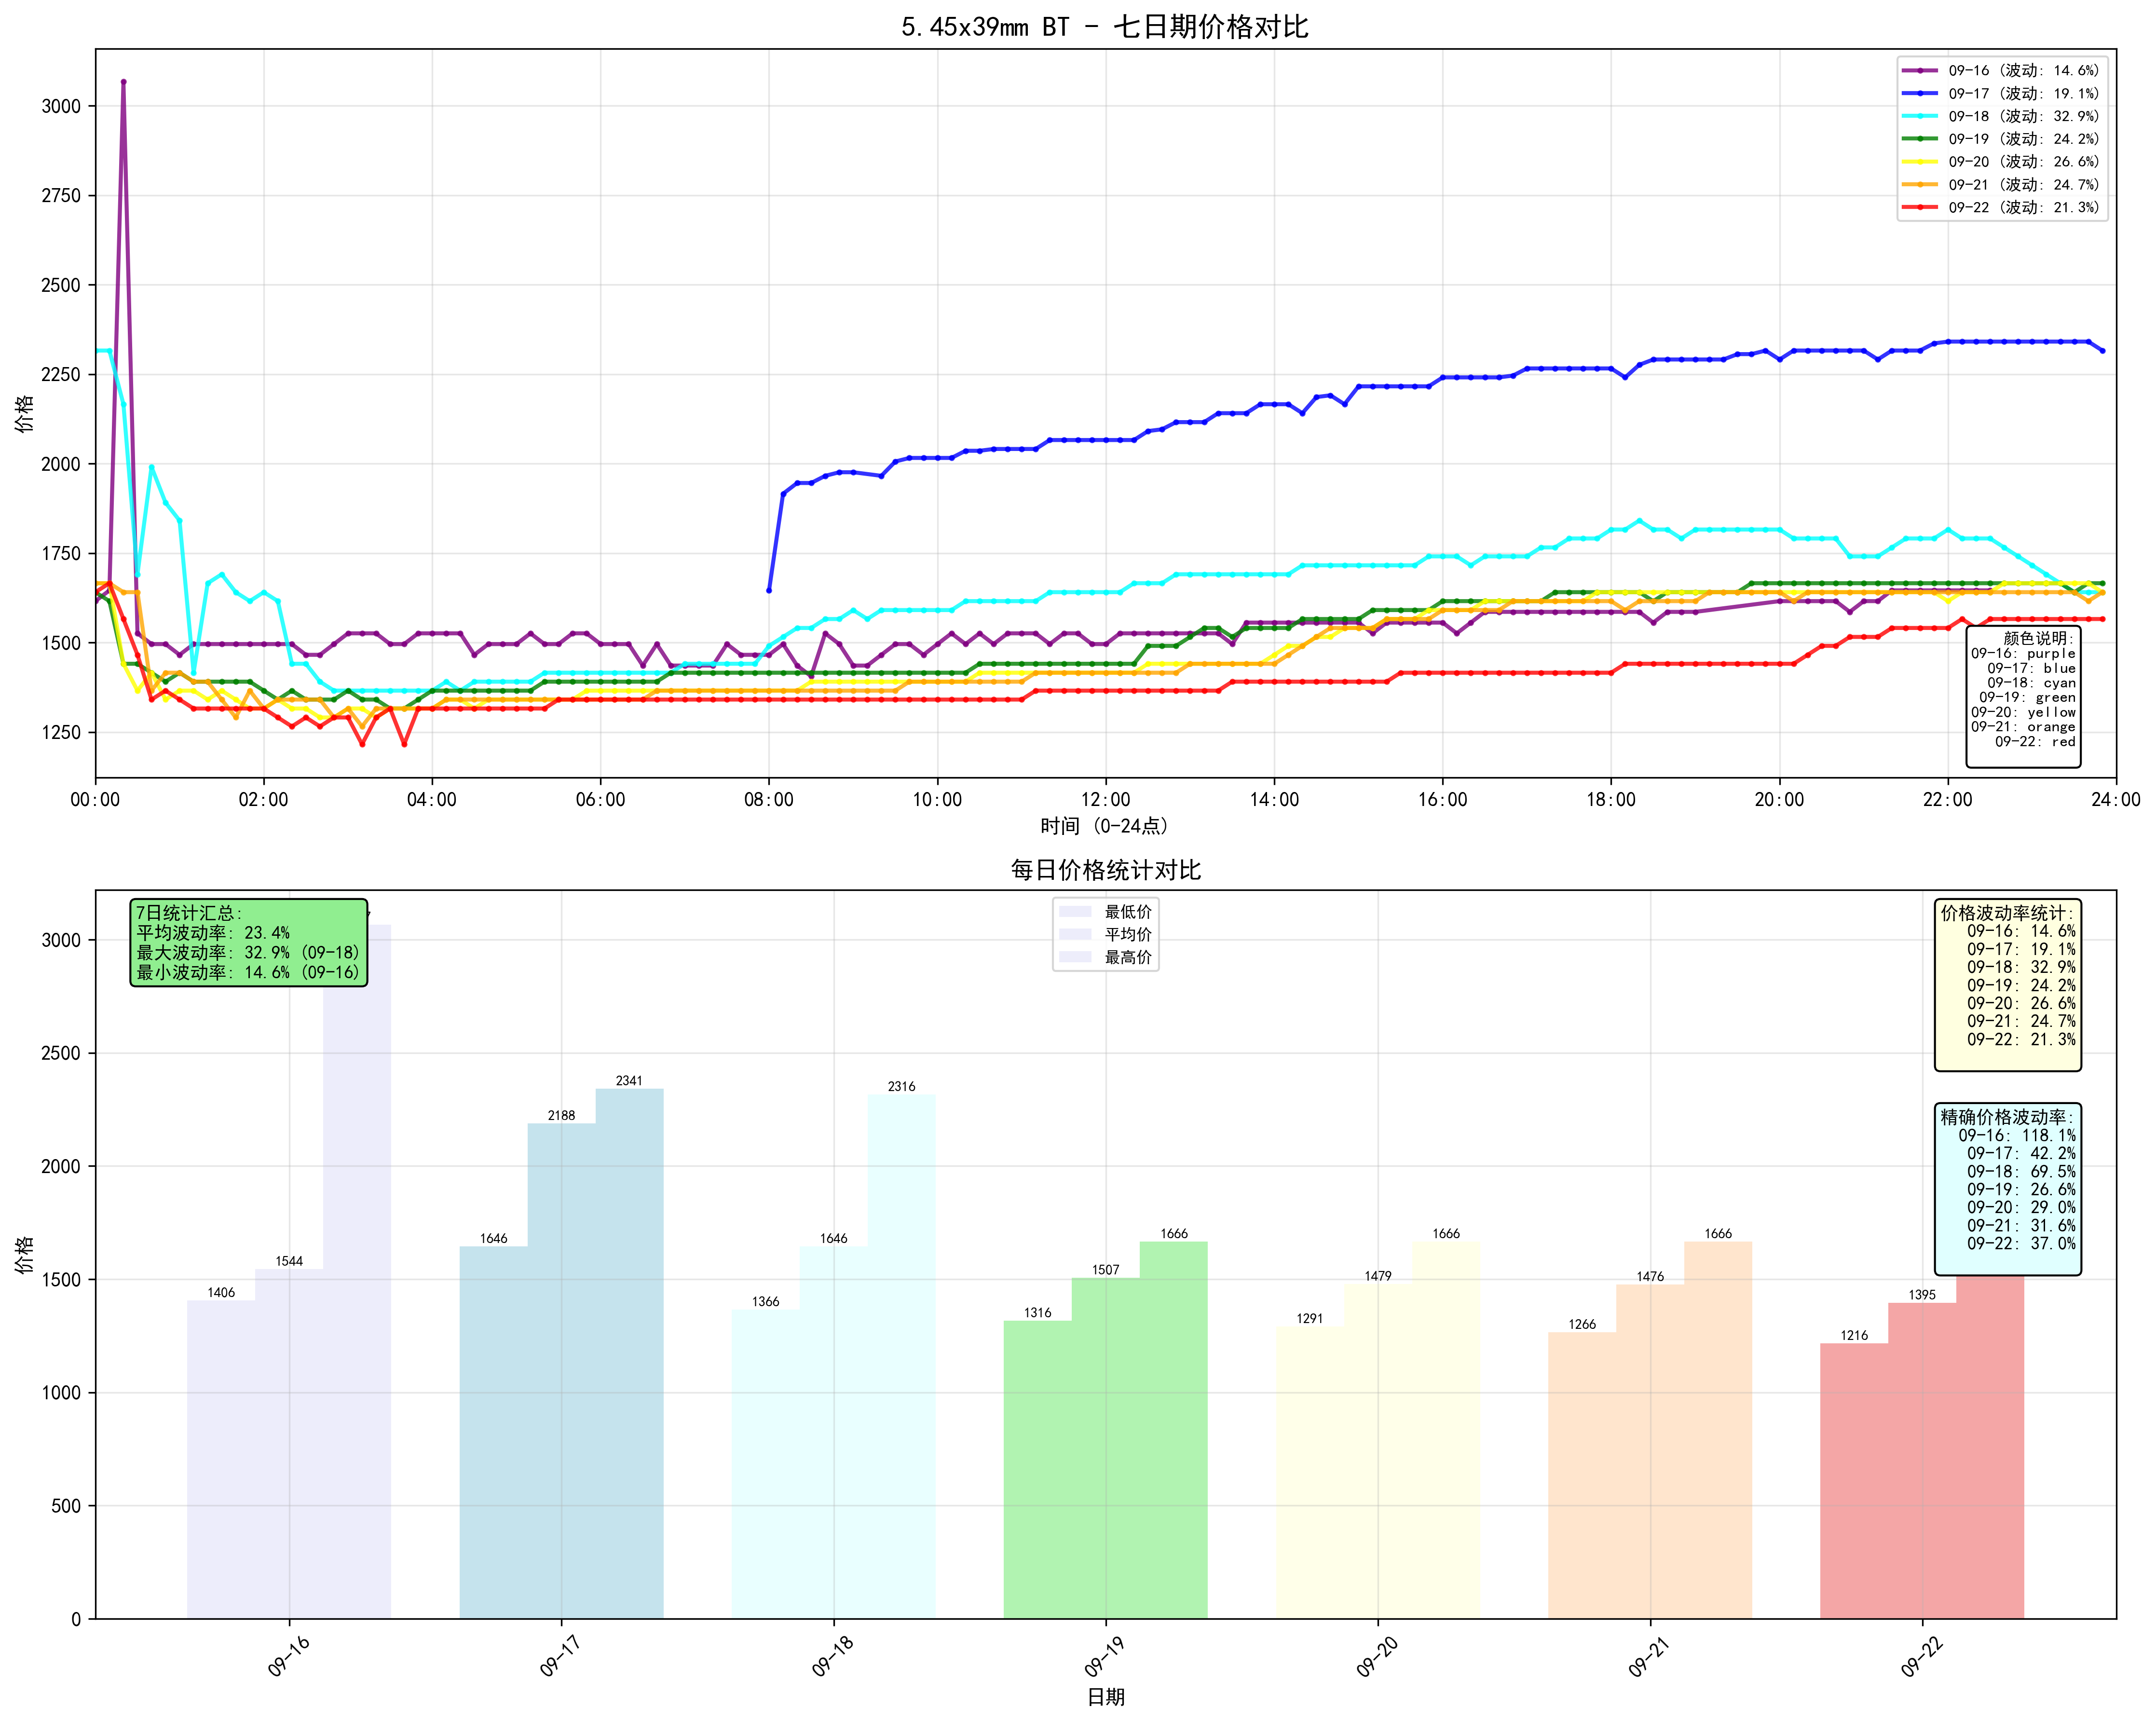 5.45x39mm BT - 七日期价格对比
价格
3000
2750
2500
2250
2000
1750
1500
1250
09-16 (波动: 14.6%)
09-17 (波动: 19.1%)
09-18 (波动: 32.9%)
09-19 (波动: 24.2%)
09-20 (波动: 26.6%)
09-21 (波动: 24.7%)
09-22 (波动: 21.3%)
颜色说明:
09-16: purple
09-17: blue
09-18: cyan
09-19: green
09-20: yellow
09-21: orange
09-22: red
00:00 02:00 04:00 06:00 08:00 10:00 12:00 14:00 16:00 18:00 20:00 22:00 24:00
时间 (0-24点)
每日价格统计对比
价格
3000
2500
2000
1500
1000
500
0
7日统计汇总:
平均波动率: 23.4%
最大波动率: 32.9% (09-18)
最小波动率: 14.6% (09-16)
最低价
平均价
最高价
价格波动率统计:
09-16: 14.6%
09-17: 19.1%
09-18: 32.9%
09-19: 24.2%
09-20: 26.6%
09-21: 24.7%
09-22: 21.3%
精确价格波动率:
09-16: 118.1%
09-17: 42.2%
09-18: 69.5%
09-19: 26.6%
09-20: 29.0%
09-21: 31.6%
09-22: 37.0%
1406 1544
1646 2188 2341
1366 1646 2316
1316 1507 1666
1291 1479 1666
1266 1476 1666
1216 1395
09-16 09-17 09-18 09-19 09-20 09-21 09-22
日期